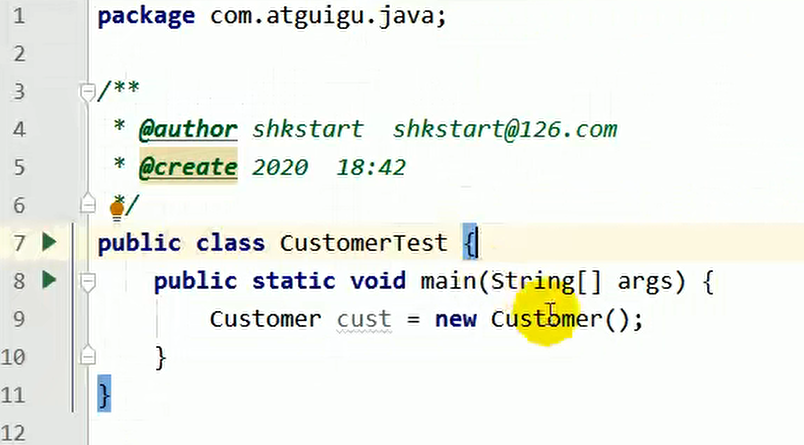 1 package com.atguigu.java;
2
3 /**
4 * @author shkstart shkstart@126.com
5 * @create 2020 18:42
6 */
7 public class CustomerTest {
8 public static void main(String[] args) {
9 Customer cust = new Customer();
10 }
11 }
12